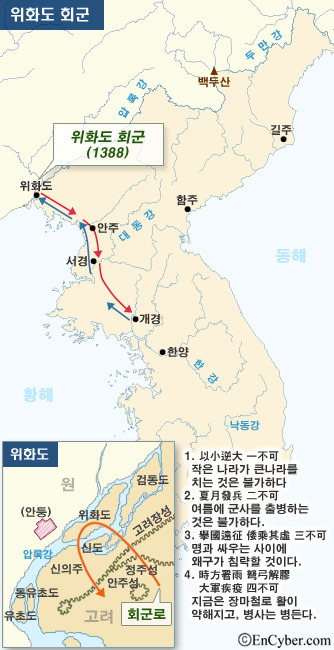 위화도 회군
두만강
백두산
압록강
길주
위화도 회군
(1388)
위화도
함주
안주
대동강
서경
동해
개경
한양
한강
황해
낙동강
위화도
원
검동도
위화도
고려장성
(안동)
신도
압록강
신의주
정주성
안주성
동유초도
유초도
고려
회군로
1. 以小逆大 一不可
작은 나라가 큰나라를
치는 것은 불가하다
2. 夏月發兵 二不可
여름에 군사를 출병하는
것은 불가하다.
3. 擧國遠征 倭乘其虛 三不可
명과 싸우는 사이에
왜구가 침략할 것이다.
4. 時方署雨 弩弓解膠
大軍疾疫 四不可
지금은 장마철로 활이
약해지고, 병사는 병든다.
©EnCyber.com